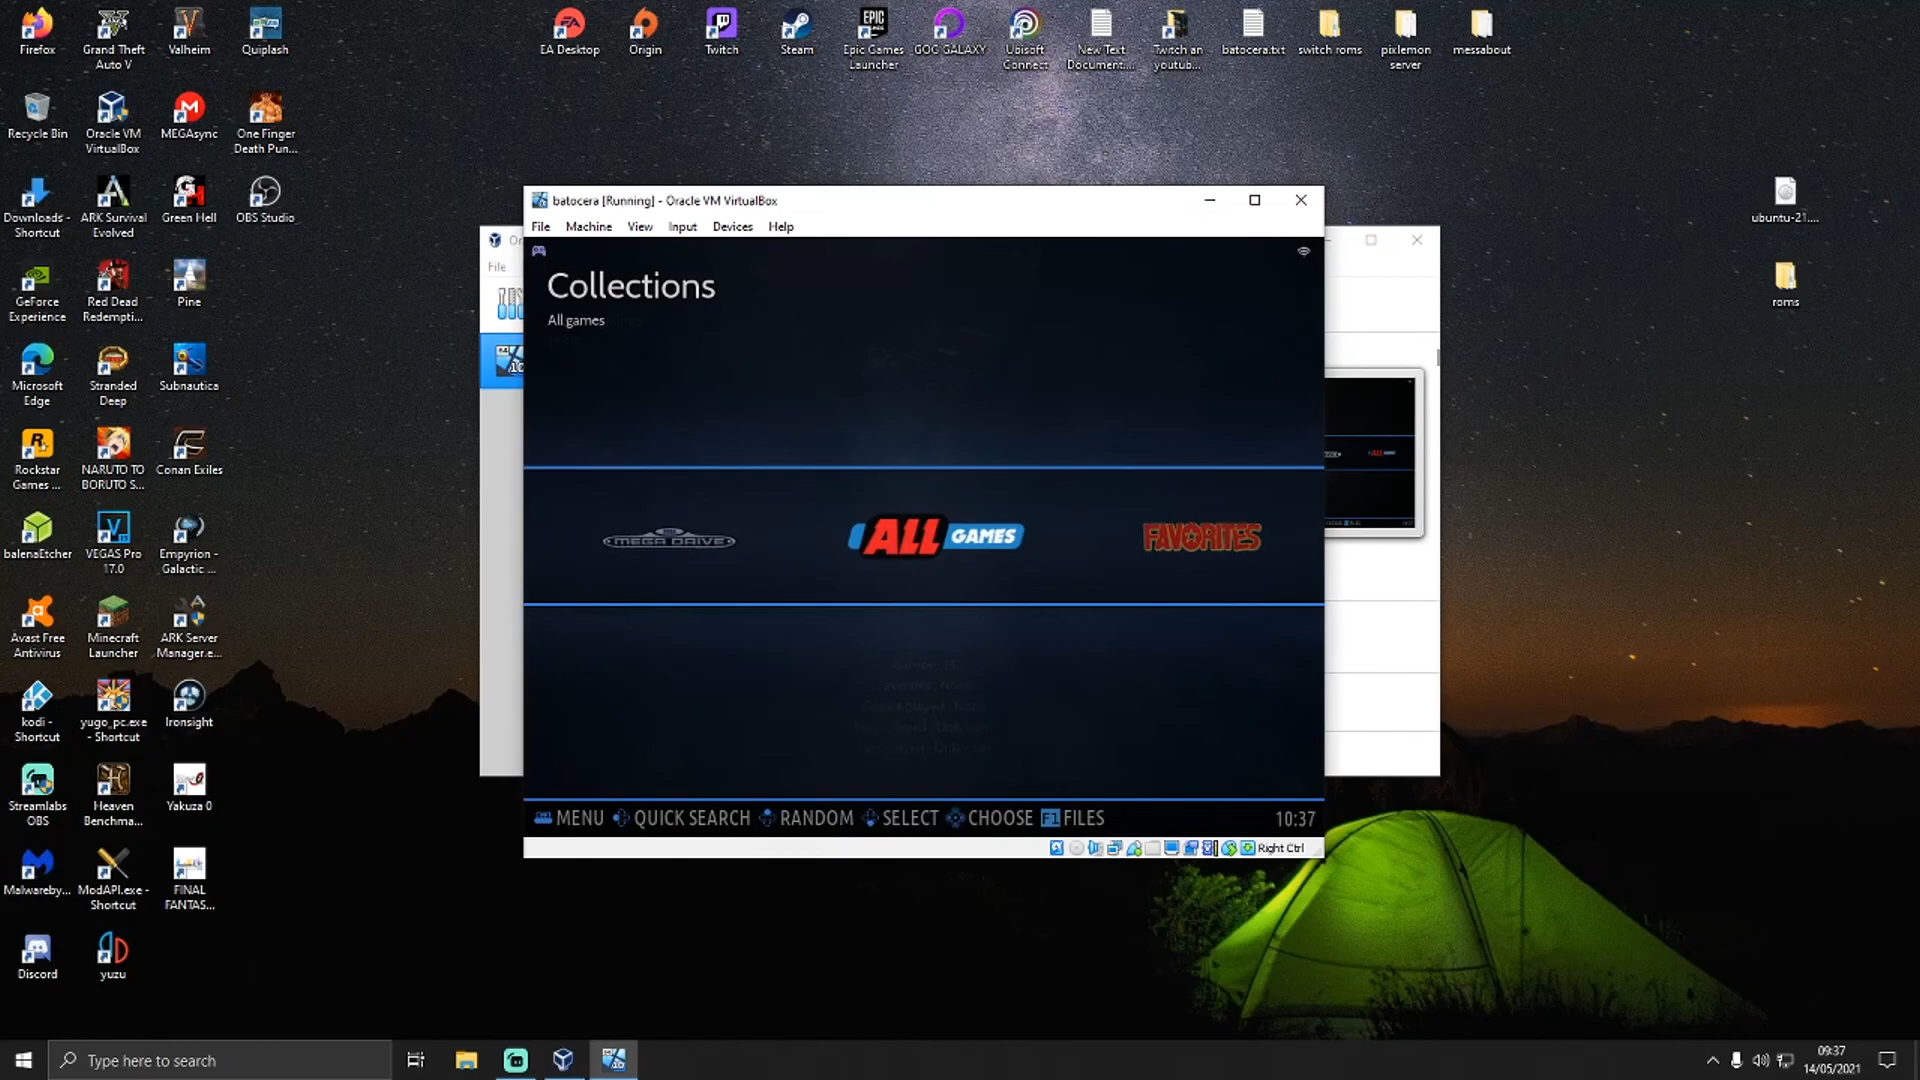 Firefox
Grand Theft
Auto V
Valheim
Quiplash
EA Desktop
Origin
Twitch
Steam
Epic Games
Launcher
GOG GALAXY
Ubisoft
Connect
New Text
Document....
Twitch an
youtub...
batocera.txt
switch roms
pixlemon
server
messabout
Recycle Bin
Oracle VM
VirtualBox
MEGAsync
One Finger
Death Pun...
Downloads -
Shortcut
ARK Survival
Evolved
Green Hell
OBS Studio
ubuntu-21....
roms
GeForce
Experience
Red Dead
Redempti...
Pine
Microsoft
Edge
Stranded
Deep
Subnautica
Rockstar
Games ...
NARUTO TO
BORUTO S...
Conan Exiles
balenaEtcher
VEGAS Pro
17.0
Empyrion -
Galactic ...
Avast Free
Antivirus
Minecraft
Launcher
ARK Server
Manager.e...
kodi -
Shortcut
yugo_pc.exe
- Shortcut
Ironsight
Streamlabs
OBS
Heaven
Benchma...
Yakuza 0
Malwareby...
ModAPI.exe -
Shortcut
FINAL
FANTAS...
Discord
yuzu
batocera [Running] - Oracle VM VirtualBox
File Machine View Input Devices Help
File
Collections
All games
MEGA DRIVE
ALL GAMES
FAVORITES
MENU QUICK SEARCH RANDOM SELECT CHOOSE F1 FILES 10:37
Right Ctrl
Type here to search
09:37
14/05/2021